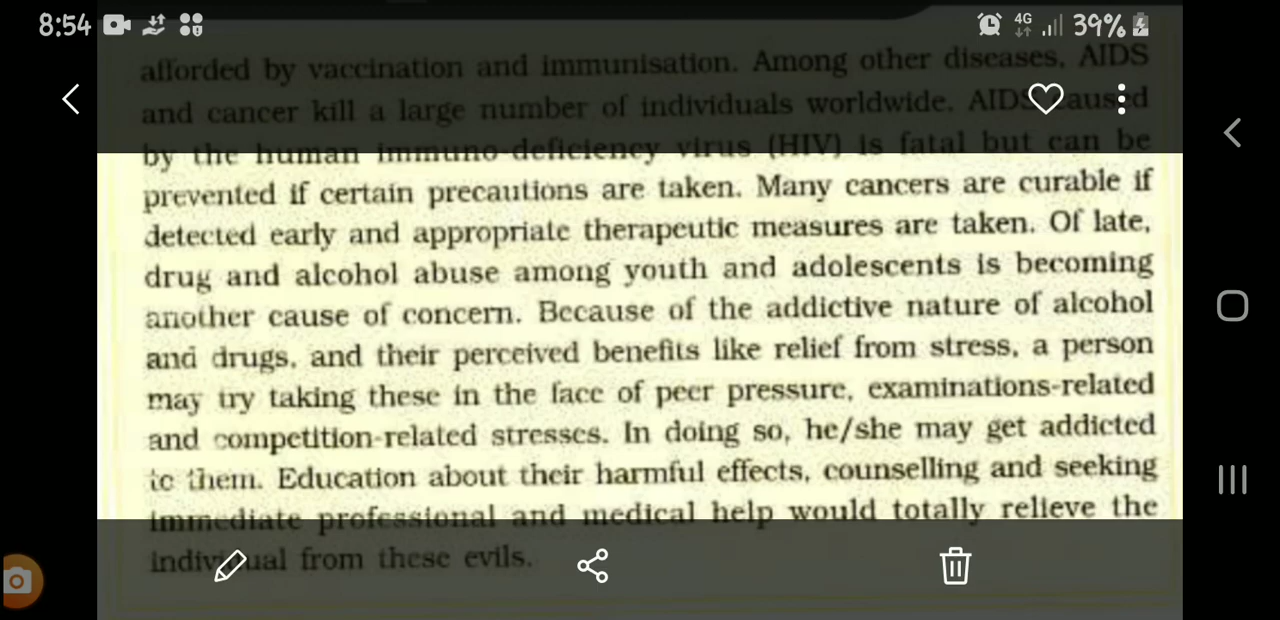 8:54
4G
39%
afforded by vaccination and immunisation. Among other diseases, AIDS
and cancer kill a large number of individuals worldwide. AIDS caused
by the human immuno-deficiency virus (HIV) is fatal but can be
prevented if certain precautions are taken. Many cancers are curable if
detected early and appropriate therapeutic measures are taken. Of late,
drug and alcohol abuse among youth and adolescents is becoming
another cause of concern. Because of the addictive nature of alcohol
and drugs, and their perceived benefits like relief from stress, a person
may try taking these in the face of peer pressure, examinations-related
and competition-related stresses. In doing so, he/she may get addicted
to them. Education about their harmful effects, counselling and seeking
immediate professional and medical help would totally relieve the
individual from these evils.